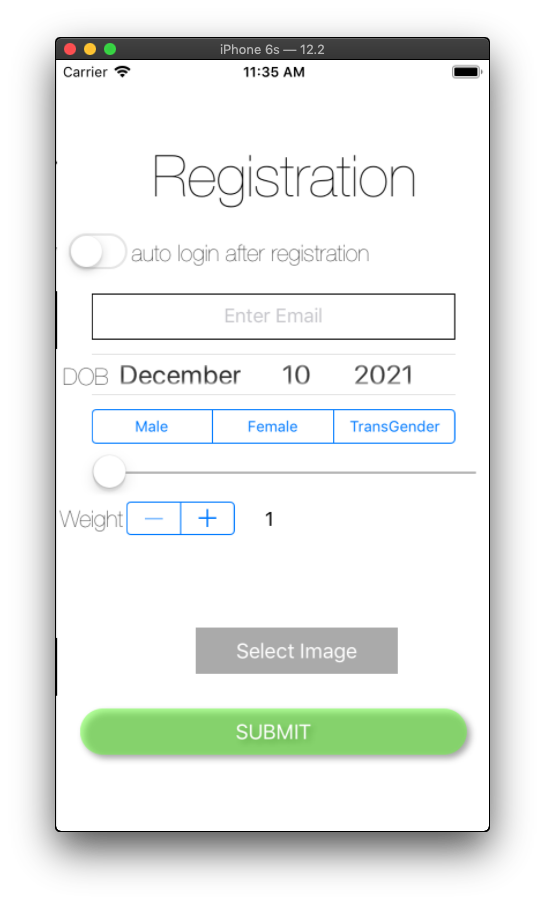 iPhone 6s — 12.2
Carrier 11:35 AM
Registration
auto login after registration
Enter Email
DOB December 10 2021
Male Female TransGender
Weight — + 1
Select Image
SUBMIT